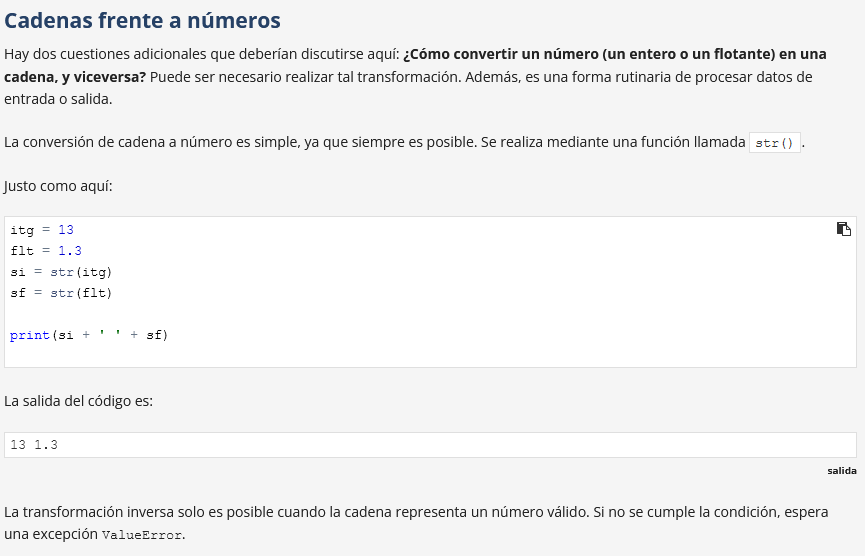 Cadenas frente a números
Hay dos cuestiones adicionales que deberían discutirse aquí: ¿Cómo convertir un número (un entero o un flotante) en una
cadena, y viceversa? Puede ser necesario realizar tal transformación. Además, es una forma rutinaria de procesar datos de
entrada o salida.
La conversión de cadena a número es simple, ya que siempre es posible. Se realiza mediante una función llamada str().
Justo como aquí:
itg = 13
flt = 1.3
si = str(itg)
sf = str(flt)
print(si + ' ' + sf)
La salida del código es:
13 1.3
salida
La transformación inversa solo es posible cuando la cadena representa un número válido. Si no se cumple la condición, espera
una excepción ValueError.